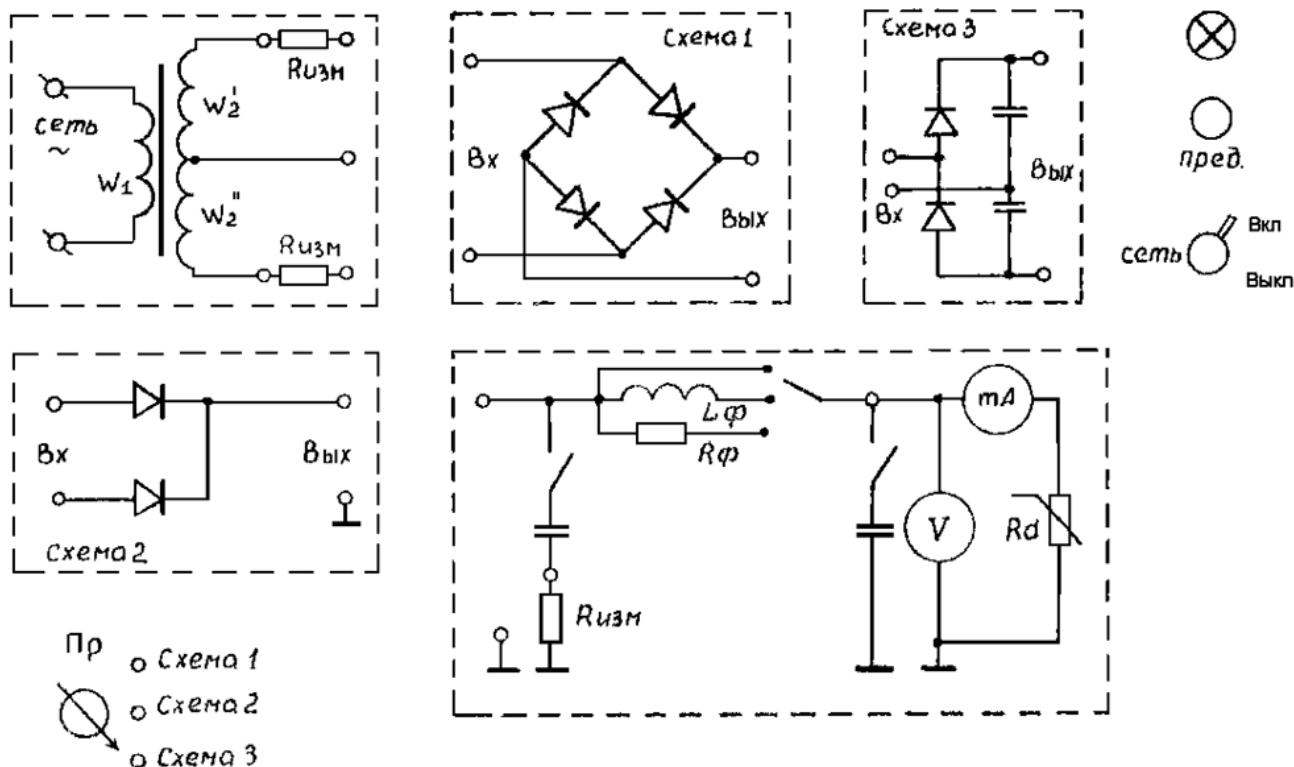 сеть
~
W1
W2'
W2"
Rизм
Rизм
Схема 1
Вх
Вых
Схема 3
Вх
Вых
пред.
сеть
Вкл
Выкл
Вх
Вых
Схема 2
Lф
Rф
mA
V
Rd
Rизм
Пр
Схема 1
Схема 2
Схема 3